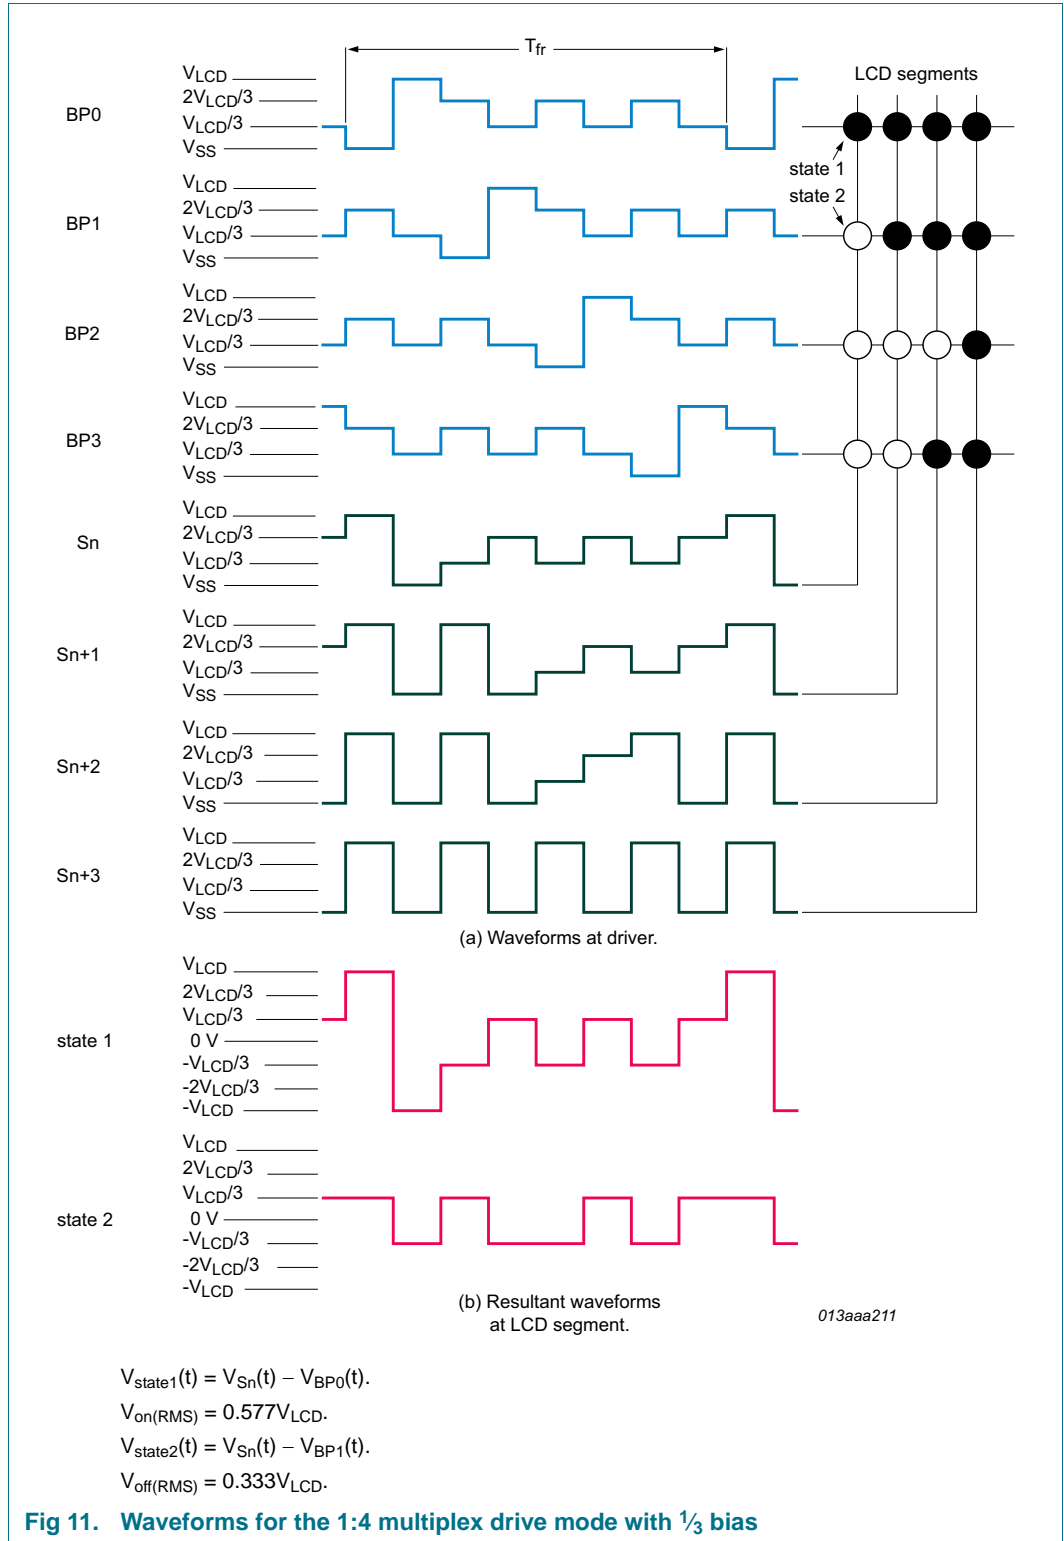 Tfr
LCD segments
BP0
VLCD
2VLCD/3
VLCD/3
VSS
state 1
state 2
BP1
VLCD
2VLCD/3
VLCD/3
VSS
BP2
VLCD
2VLCD/3
VLCD/3
VSS
BP3
VLCD
2VLCD/3
VLCD/3
VSS
Sn
VLCD
2VLCD/3
VLCD/3
VSS
Sn+1
VLCD
2VLCD/3
VLCD/3
VSS
Sn+2
VLCD
2VLCD/3
VLCD/3
VSS
Sn+3
VLCD
2VLCD/3
VLCD/3
VSS
(a) Waveforms at driver.
state 1
VLCD
2VLCD/3
VLCD/3
0 V
-VLCD/3
-2VLCD/3
-VLCD
state 2
VLCD
2VLCD/3
VLCD/3
0 V
-VLCD/3
-2VLCD/3
-VLCD
(b) Resultant waveforms
at LCD segment.
013aaa211
Vstate1(t) = VSn(t) − VBP0(t).
Von(RMS) = 0.577VLCD.
Vstate2(t) = VSn(t) − VBP1(t).
Voff(RMS) = 0.333VLCD.
Fig 11. Waveforms for the 1:4 multiplex drive mode with 1⁄3 bias